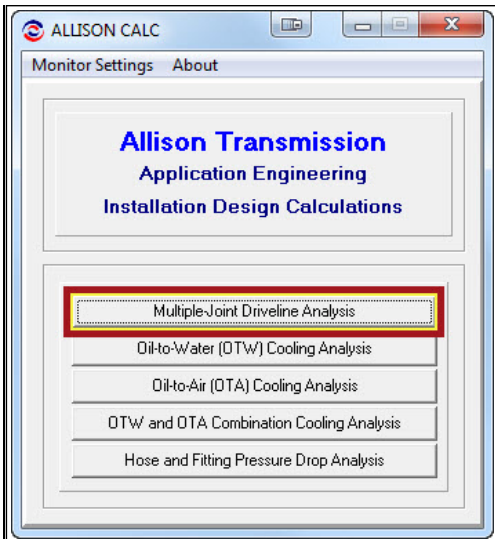 ALLISON CALC
Monitor Settings About
Allison Transmission
Application Engineering
Installation Design Calculations
Multiple-Joint Driveline Analysis
Oil-to-Water (OTW) Cooling Analysis
Oil-to-Air (OTA) Cooling Analysis
OTW and OTA Combination Cooling Analysis
Hose and Fitting Pressure Drop Analysis